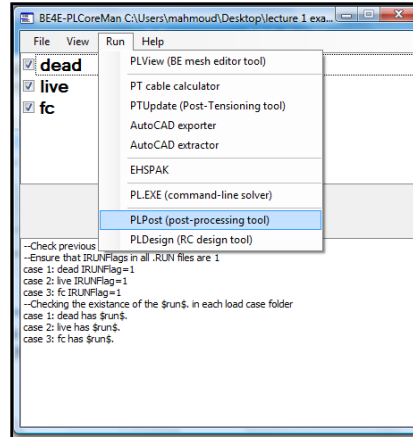 BE4E-PLCoreMan C:\Users\mahmoud\Desktop\lecture 1 exa...
File View Run Help
dead
live
fc
PLView (BE mesh editor tool)
PT cable calculator
PTUpdate (Post-Tensioning tool)
AutoCAD exporter
AutoCAD extractor
EHSPAK
PL.EXE (command-line solver)
PLPost (post-processing tool)
PLDesign (RC design tool)
--Check previous
--Ensure that IRUNFlags in all .RUN files are 1
case 1: dead IRUNFlag=1
case 2: live IRUNFlag=1
case 3: fc IRUNFlag=1
--Checking the existance of the $run$. in each load case folder
case 1: dead has $run$.
case 2: live has $run$.
case 3: fc has $run$.